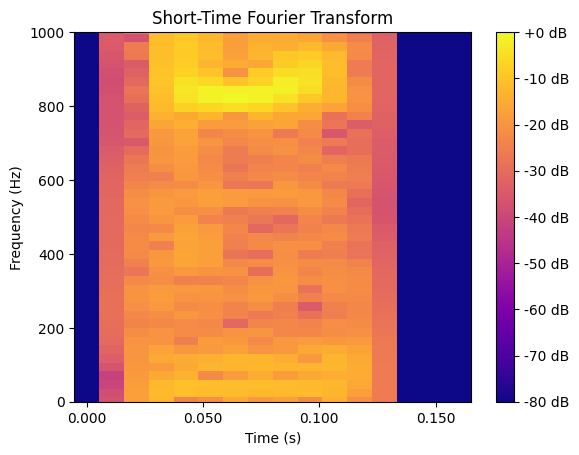 Short-Time Fourier Transform
1000
800
600
400
200
0
Frequency (Hz)
0.000
0.050
0.100
0.150
Time (s)
+0 dB
-10 dB
-20 dB
-30 dB
-40 dB
-50 dB
-60 dB
-70 dB
-80 dB